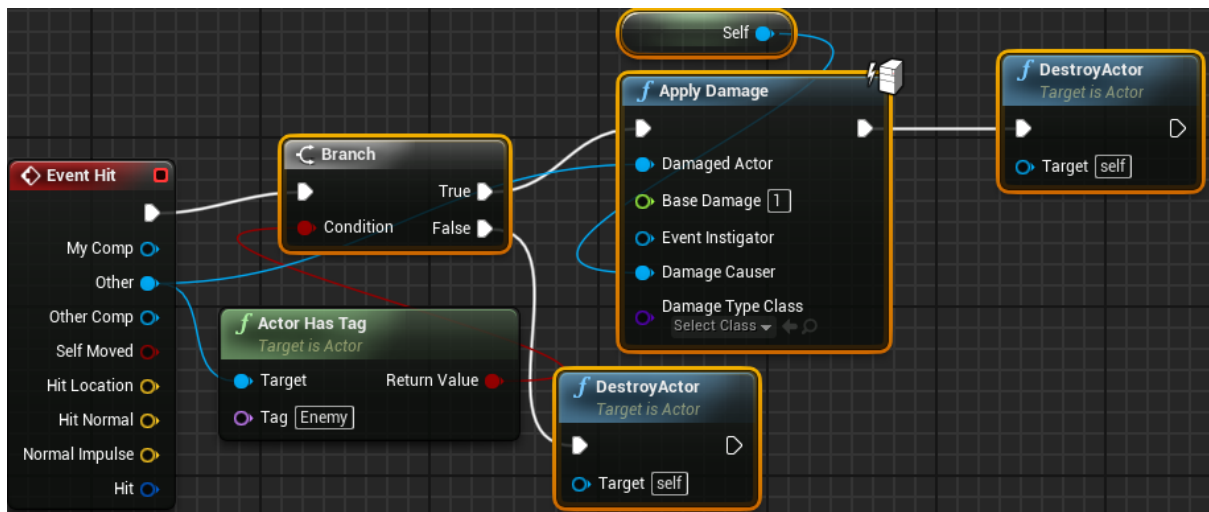 Event Hit
My Comp
Other
Other Comp
Self Moved
Hit Location
Hit Normal
Normal Impulse
Hit
Branch
True
Condition
False
Actor Has Tag
Target is Actor
Target
Return Value
Tag Enemy
Self
Apply Damage
Damaged Actor
Base Damage 1
Event Instigator
Damage Causer
Damage Type Class
Select Class
DestroyActor
Target is Actor
Target self
DestroyActor
Target is Actor
Target self